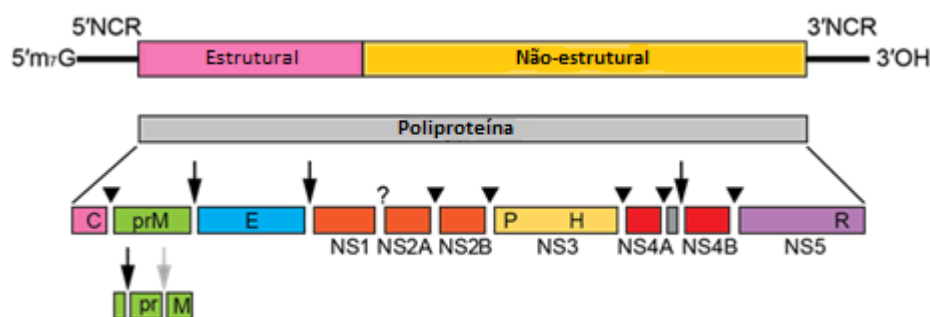 5'NCR 3'NCR
5'm7G Estrutural Não-estrutural 3'OH
Poliproteína
?
C prM E P H R
NS1 NS2A NS2B NS3 NS4A NS4B NS5
pr M